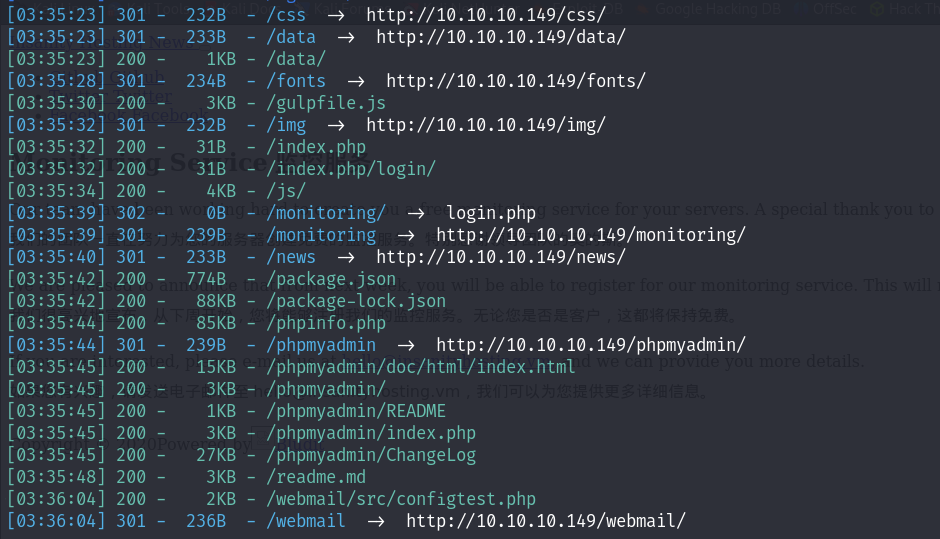 [03:35:23] 301 -  232B  - /css  →  http://10.10.10.149/css/
[03:35:23] 301 -  233B  - /data  →  http://10.10.10.149/data/
[03:35:23] 200 -    1KB - /data/
[03:35:28] 301 -  234B  - /fonts  →  http://10.10.10.149/fonts/
[03:35:30] 200 -    3KB - /gulpfile.js
[03:35:32] 301 -  232B  - /img  →  http://10.10.10.149/img/
[03:35:32] 200 -   31B  - /index.php
[03:35:32] 200 -   31B  - /index.php/login/
[03:35:34] 200 -    4KB - /js/
[03:35:39] 302 -    0B  - /monitoring/  →  login.php
[03:35:39] 301 -  239B  - /monitoring  →  http://10.10.10.149/monitoring/
[03:35:40] 301 -  233B  - /news  →  http://10.10.10.149/news/
[03:35:42] 200 -  774B  - /package.json
[03:35:42] 200 -   88KB - /package-lock.json
[03:35:44] 200 -   85KB - /phpinfo.php
[03:35:44] 301 -  239B  - /phpmyadmin  →  http://10.10.10.149/phpmyadmin/
[03:35:45] 200 -   15KB - /phpmyadmin/doc/html/index.html
[03:35:45] 200 -    3KB - /phpmyadmin/
[03:35:45] 200 -    1KB - /phpmyadmin/README
[03:35:45] 200 -    3KB - /phpmyadmin/index.php
[03:35:45] 200 -   27KB - /phpmyadmin/ChangeLog
[03:35:48] 200 -    3KB - /readme.md
[03:36:04] 200 -    2KB - /webmail/src/configtest.php
[03:36:04] 301 -  236B  - /webmail  →  http://10.10.10.149/webmail/